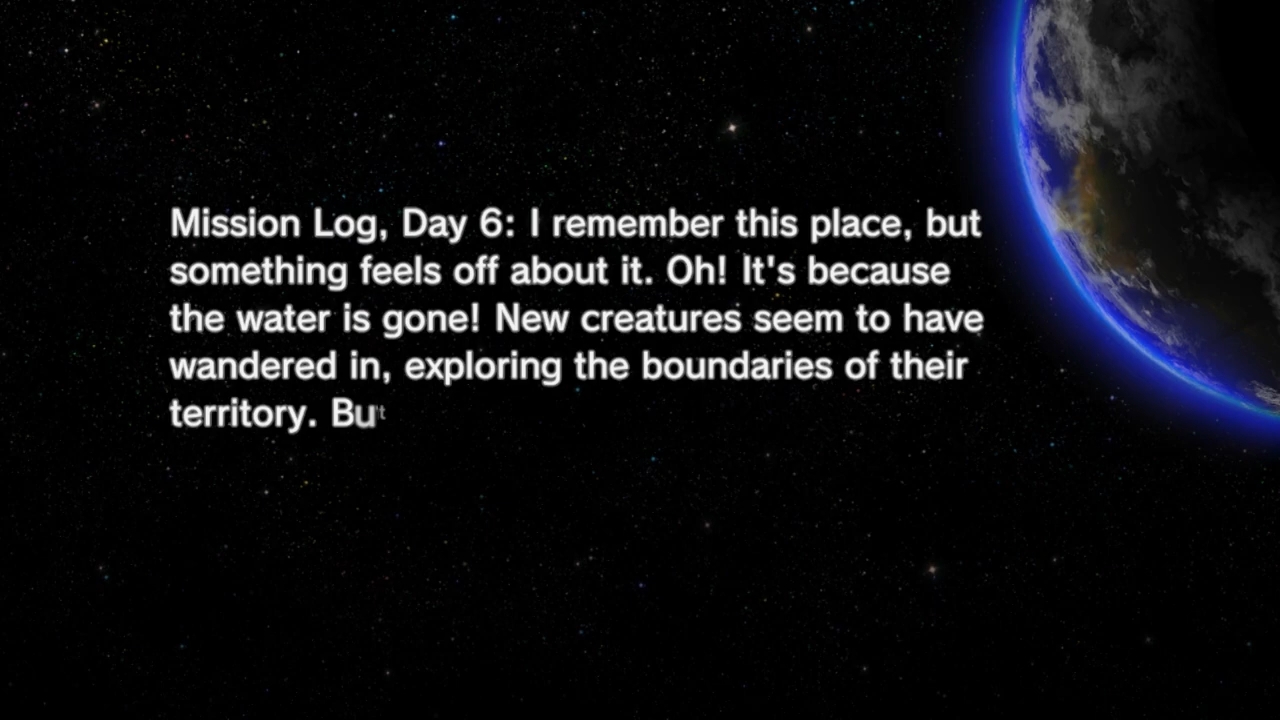 Mission Log, Day 6: I remember this place, but
something feels off about it. Oh! It's because
the water is gone! New creatures seem to have
wandered in, exploring the boundaries of their
territory. But